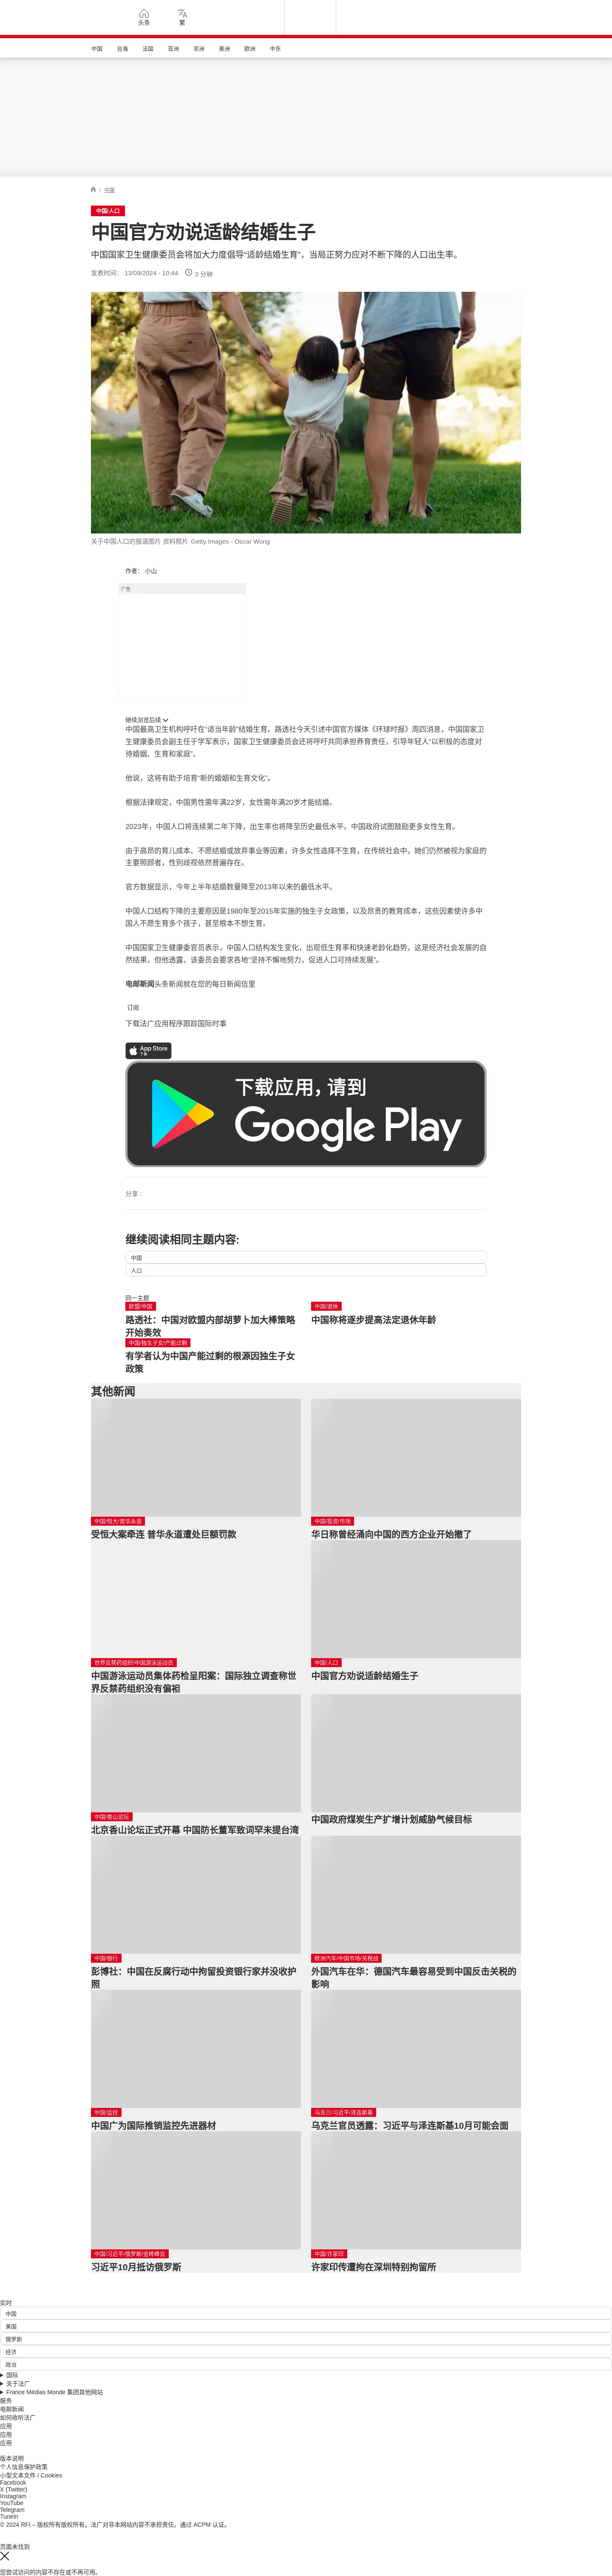 头条
繁
中国 台海 法国 亚洲 非洲 美洲 欧洲 中东
/ 中国
中国/人口
中国官方劝说适龄结婚生子
中国国家卫生健康委员会将加大力度倡导“适龄结婚生育”，当局正努力应对不断下降的人口出生率。
发表时间： 13/09/2024 - 10:44 3 分钟
关于中国人口的报道图片 资料照片 Getty Images - Oscar Wong
作者： 小山
广告
继续浏览后续
中国最高卫生机构呼吁在“适当年龄”结婚生育。路透社今天引述中国官方媒体《环球时报》周四消息，中国国家卫
生健康委员会副主任于学军表示，国家卫生健康委员会还将呼吁共同承担养育责任，引导年轻人“以积极的态度对
待婚姻、生育和家庭”。
他说，这将有助于培育“新的婚姻和生育文化”。
根据法律规定，中国男性需年满22岁，女性需年满20岁才能结婚。
2023年，中国人口将连续第二年下降，出生率也将降至历史最低水平。中国政府试图鼓励更多女性生育。
由于高昂的育儿成本、不愿结婚或放弃事业等因素，许多女性选择不生育，在传统社会中，她们仍然被视为家庭的
主要照顾者，性别歧视依然普遍存在。
官方数据显示，今年上半年结婚数量降至2013年以来的最低水平。
中国人口结构下降的主要原因是1980年至2015年实施的独生子女政策，以及昂贵的教育成本，这些因素使许多中
国人不愿生育多个孩子，甚至根本不想生育。
中国国家卫生健康委官员表示，中国人口结构发生变化，出现低生育率和快速老龄化趋势，这是经济社会发展的自
然结果，但他透露，该委员会要求各地“坚持不懈地努力，促进人口可持续发展”。
电邮新闻头条新闻就在您的每日新闻信里
订阅
下载法广应用程序跟踪国际时事
App Store
下载
下载应用，请到
Google Play
分享 :
继续阅读相同主题内容:
中国
人口
同一主题
欧盟/中国
路透社：中国对欧盟内部胡萝卜加大棒策略
开始奏效
中国/退休
中国称将逐步提高法定退休年龄
中国/独生子女/产能过剩
有学者认为中国产能过剩的根源因独生子女
政策
其他新闻
中国/恒大/普华永道
受恒大案牵连 普华永道遭处巨额罚款
中国/投资/市场
华日称曾经涌向中国的西方企业开始撤了
世界反禁药组织/中国游泳运动员
中国游泳运动员集体药检呈阳案：国际独立调查称世
界反禁药组织没有偏袒
中国/人口
中国官方劝说适龄结婚生子
中国/香山论坛
北京香山论坛正式开幕 中国防长董军致词罕未提台湾
中国政府煤炭生产扩增计划威胁气候目标
中国/银行
彭博社：中国在反腐行动中拘留投资银行家并没收护
照
欧洲汽车/中国市场/关税战
外国汽车在华：德国汽车最容易受到中国反击关税的
影响
中国/监控
中国广为国际推销监控先进器材
乌克兰/习近平/泽连斯基
乌克兰官员透露：习近平与泽连斯基10月可能会面
中国/习近平/俄罗斯/金砖峰会
习近平10月抵访俄罗斯
中国/许家印
许家印传遭拘在深圳特别拘留所
实时
中国
美国
俄罗斯
经济
政治
国际
关于法广
France Médias Monde 集团其他网站
服务
电邮新闻
如何收听法广
应用
应用
应用
版本说明
个人信息保护政策
小型文本文件 / Cookies
Facebook
X (Twitter)
Instagram
YouTube
Telegram
TuneIn
© 2024 RFI – 版权所有版权所有。法广对非本网站内容不承担责任。通过 ACPM 认证。
页面未找到
您尝试访问的内容不存在或不再可用。